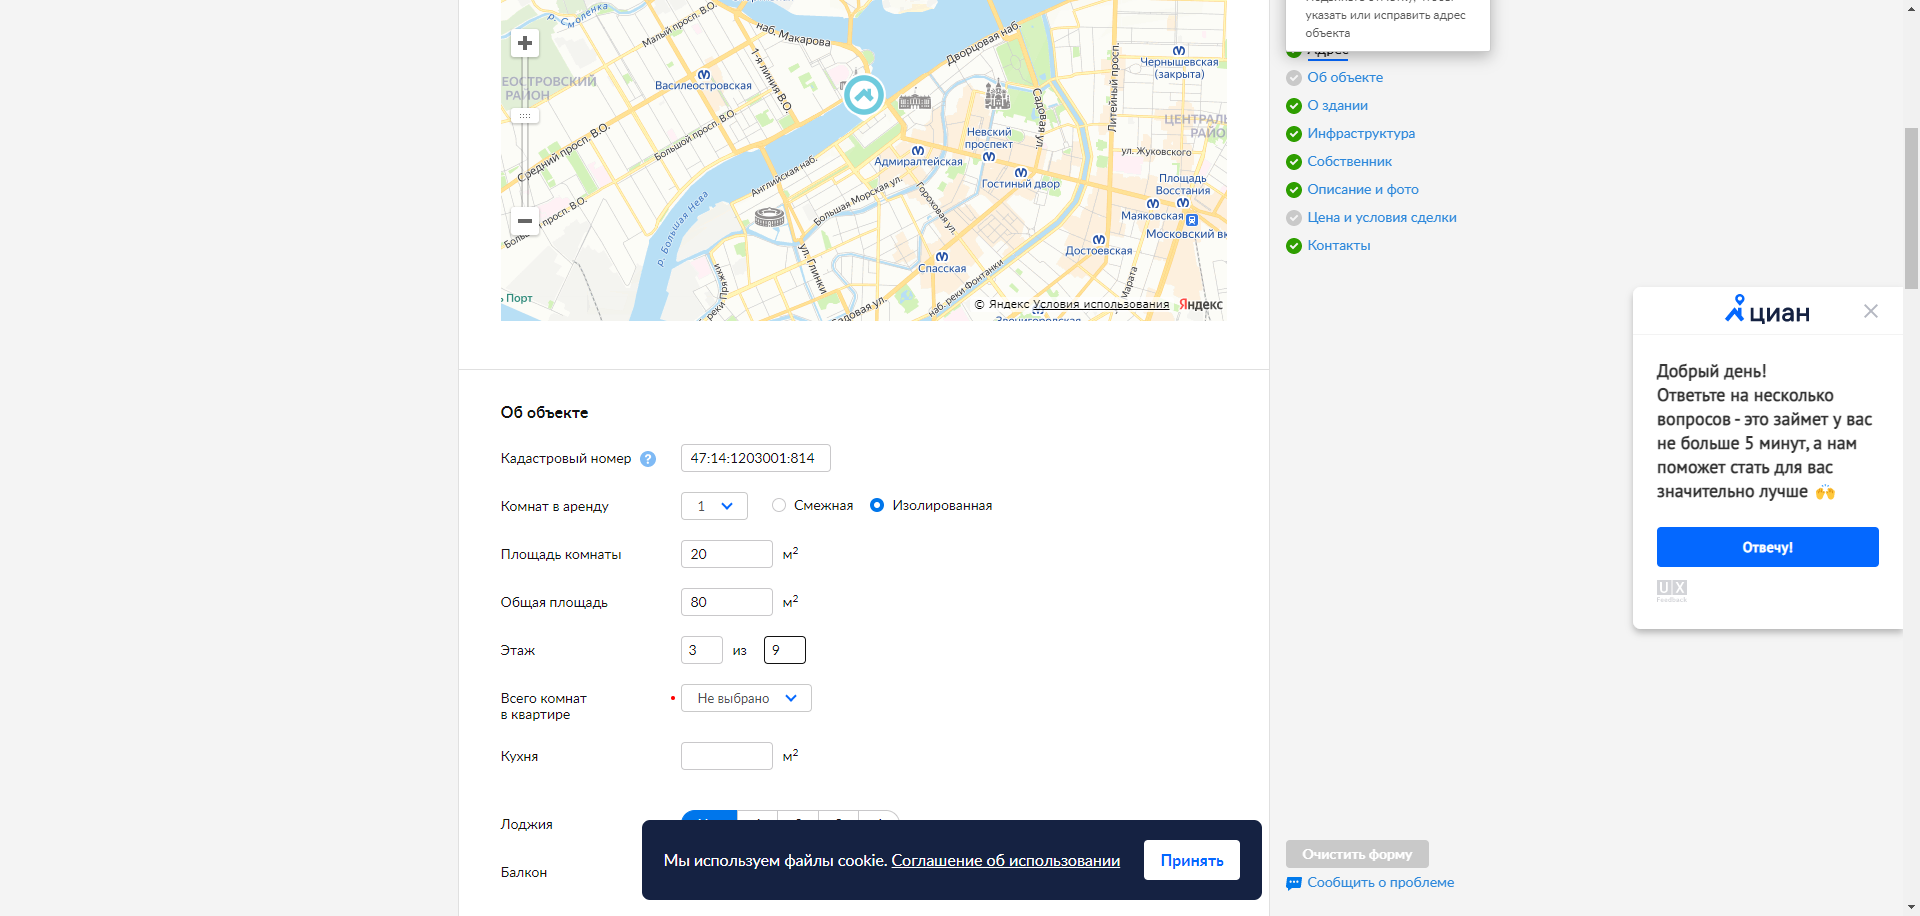 р. Смоленка
Малый просп. В.О.
наб. Макарова
Дворцовая наб.
Литейный просп.
Чернышевская
(закрыта)
ЕОСТРОВСКИЙ
РАЙОН
Василеостровская
1-я линия В.О.
Садовая ул.
ЦЕНТРАЛЬ
РАЙО
Невский
проспект
Средний просп. В.О.
Большой просп. В.О.
Адмиралтейская
ул. Жуковского
Английская наб.
Большая Морская ул.
Гороховая ул.
Гостиный двор
Площадь
Восстания
Большой просп. В.О.
р. Большая Нева
Маяковская
Московский вк
Достоевская
ул. Глинки
Спасская
Марата
реки Пряжки
наб. реки Фонтанки
Садовая ул.
ь Порт
© Яндекс Условия использования
Яндекс
Звенигородская
указать или исправить адрес
объекта
Адрес
Об объекте
О здании
Инфраструктура
Собственник
Описание и фото
Цена и условия сделки
Контакты
Об объекте
Кадастровый номер ? 47:14:1203001:814
Комнат в аренду 1 Смежная Изолированная
Площадь комнаты 20 м2
Общая площадь 80 м2
Этаж 3 из 9
Всего комнат
в квартире
Не выбрано
Кухня м2
Лоджия
Балкон
Мы используем файлы cookie. Соглашение об использовании
Принять
Очистить форму
Сообщить о проблеме
циан
Добрый день!
Ответьте на несколько
вопросов - это займет у вас
не больше 5 минут, а нам
поможет стать для вас
значительно лучше 🙌
Отвечу!
UX
Feedback